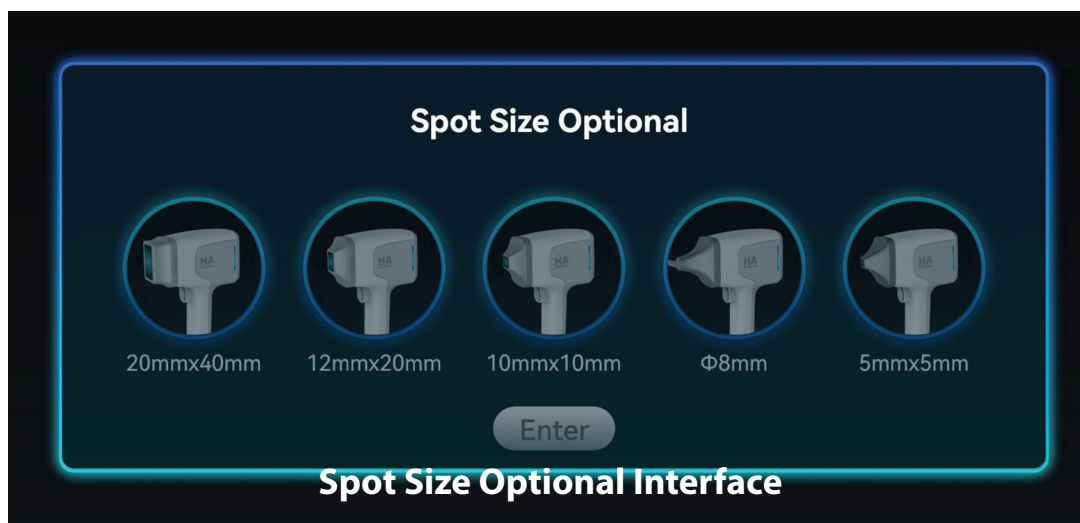 Spot Size Optional
HA HA HA HA HA
20mmx40mm 12mmx20mm 10mmx10mm Φ8mm 5mmx5mm
Enter
Spot Size Optional Interface